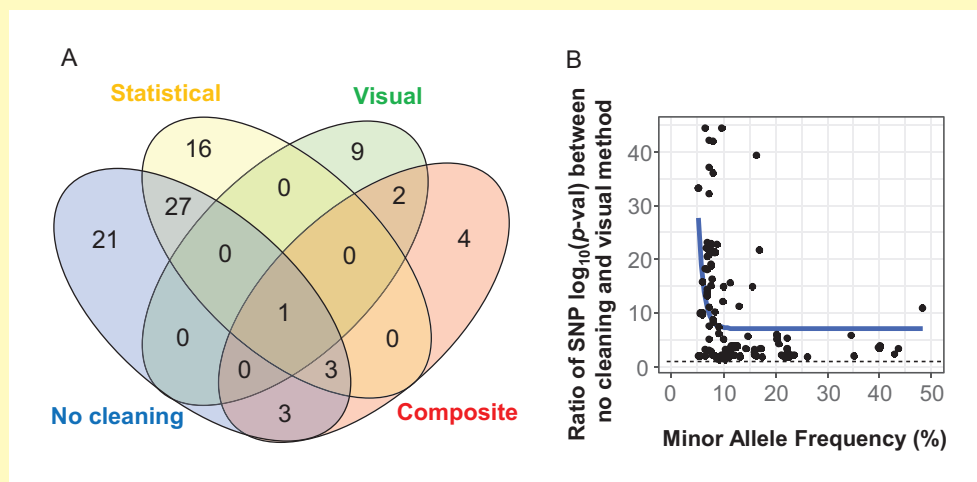 A
Statistical
Visual
16
9
0
2
27
21
4
0
0
1
0
0
0
3
3
No cleaning
Composite
B
Ratio of SNP log10(p-val) between
no cleaning and visual method
40
30
20
10
0
0 10 20 30 40 50
Minor Allele Frequency (%)